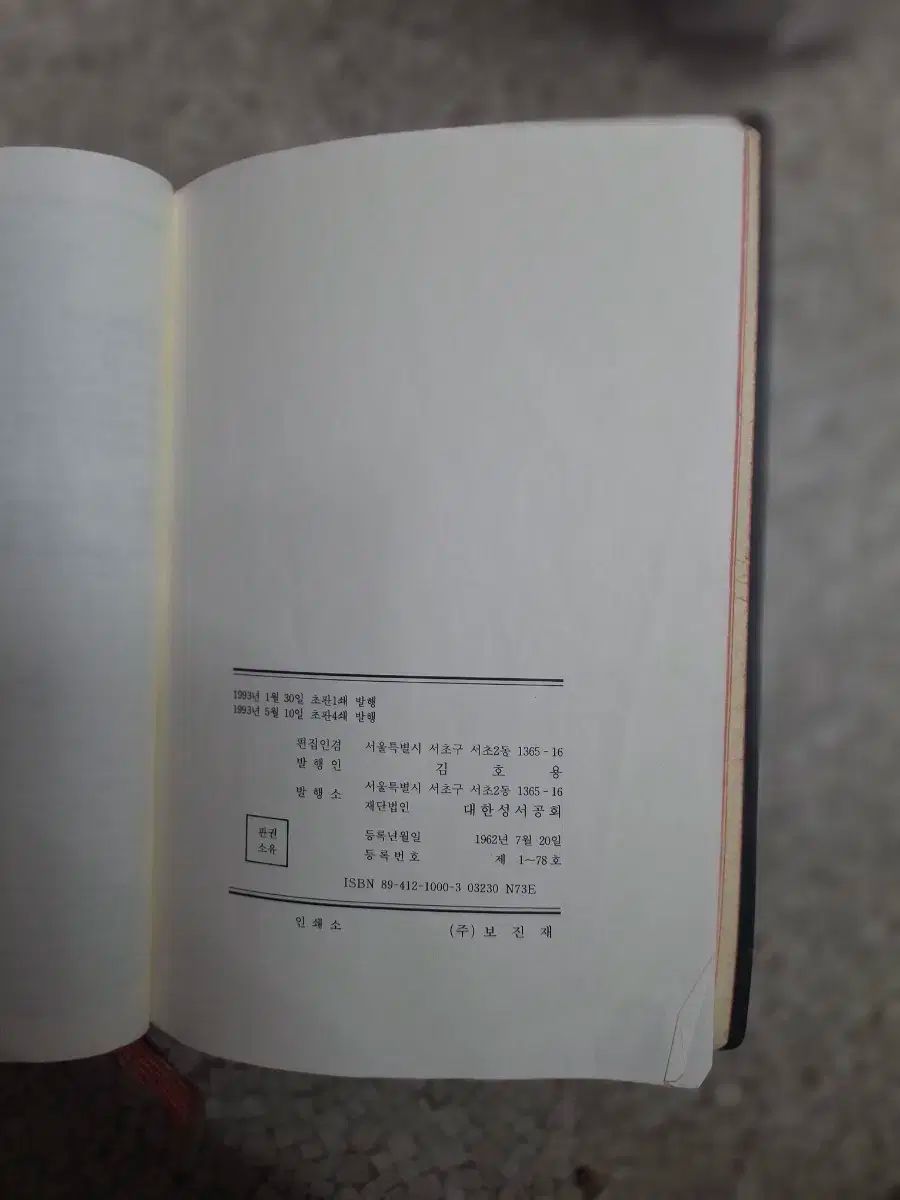 1993년 1월 30일 초판1쇄 발행
1993년 5월 10일 초판4쇄 발행
편집인겸 서울특별시 서초구 서초2동 1365-16
발행인 김호용
발행소 서울특별시 서초구 서초2동 1365-16
재단법인 대한성서공회
판권
소유
등록년월일 1962년 7월 20일
등록번호 제 1~78호
ISBN 89-412-1000-3 03230 N73E
인쇄소 (주) 보진재